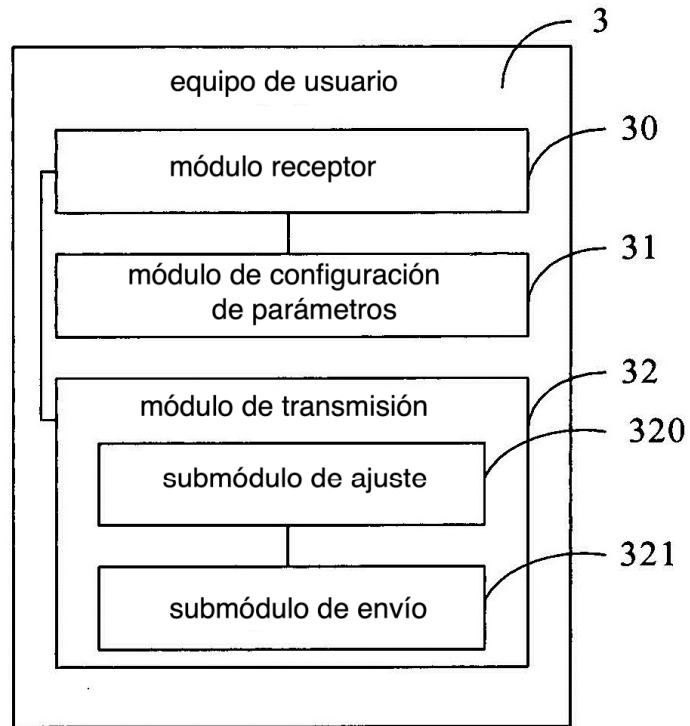 3
equipo de usuario
30
módulo receptor
31
módulo de configuración
de parámetros
32
módulo de transmisión
320
submódulo de ajuste
321
submódulo de envío